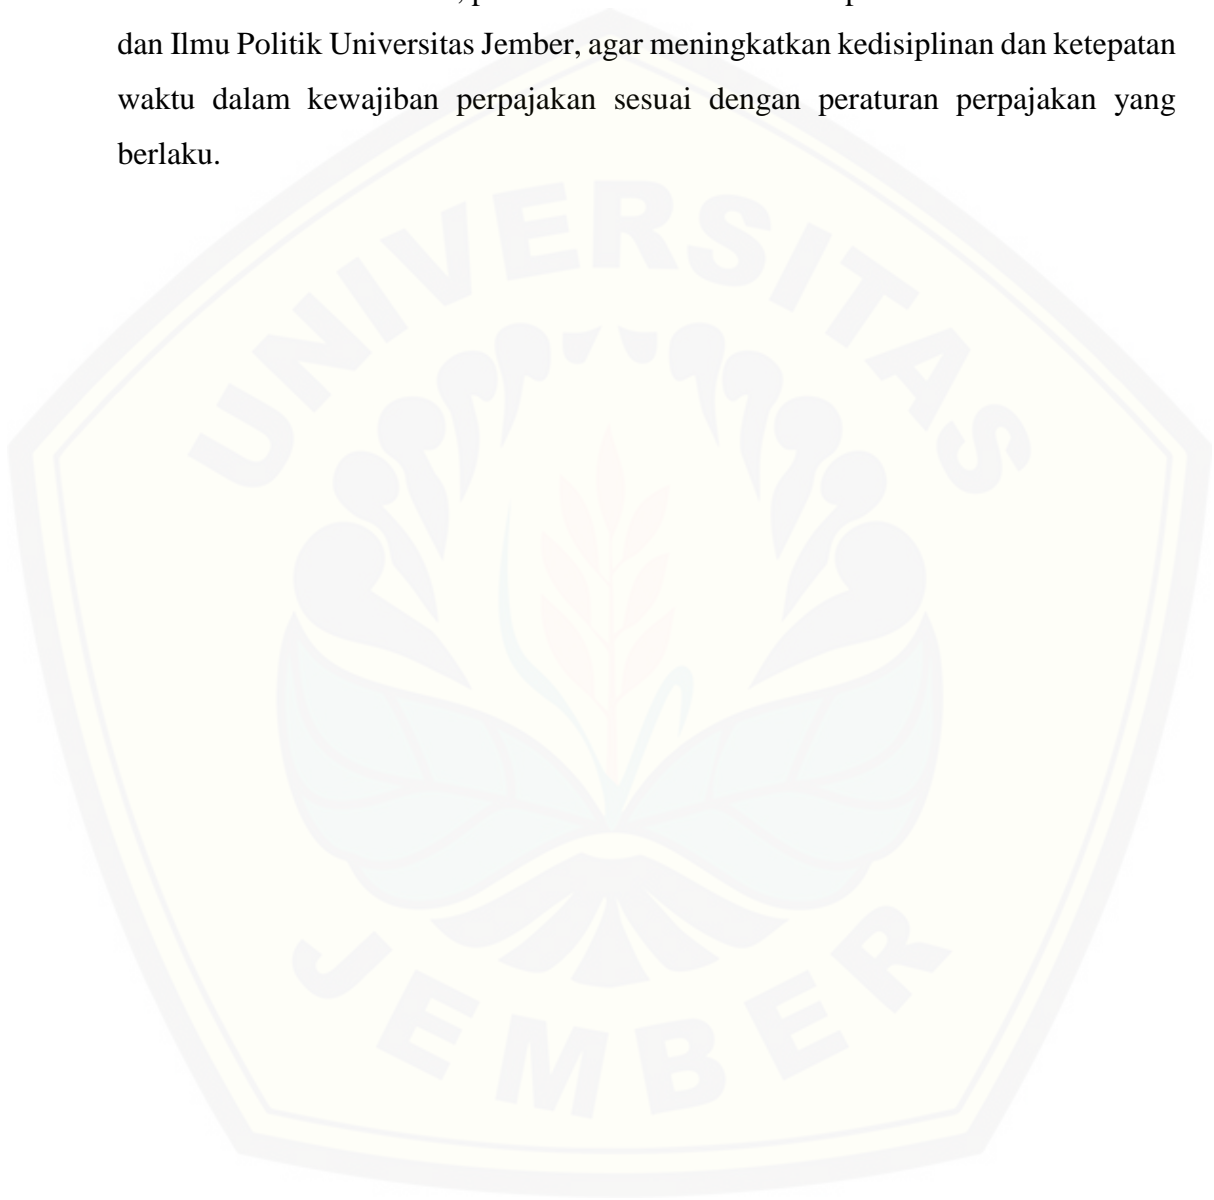 dan Ilmu Politik Universitas Jember, agar meningkatkan kedisiplinan dan ketepatan
waktu dalam kewajiban perpajakan sesuai dengan peraturan perpajakan yang
berlaku.
UNIVERSITAS
JEMBER